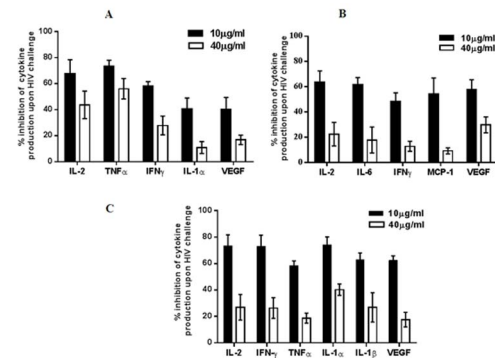 A
% inhibition of cytokine
production upon HIV challenge
100
80
60
40
20
0
10µg/ml
40µg/ml
IL-2 TNFα IFNγ IL-1α VEGF
B
% inhibition of cytokine
production upon HIV challenge
100
80
60
40
20
0
10µg/ml
40µg/ml
IL-2 IL-6 IFNγ MCP-1 VEGF
C
% inhibition of cytokine
production upon HIV challenge
100
80
60
40
20
0
10µg/ml
40µg/ml
IL-2 IFN-γ TNFα IL-1α IL-1β VEGF